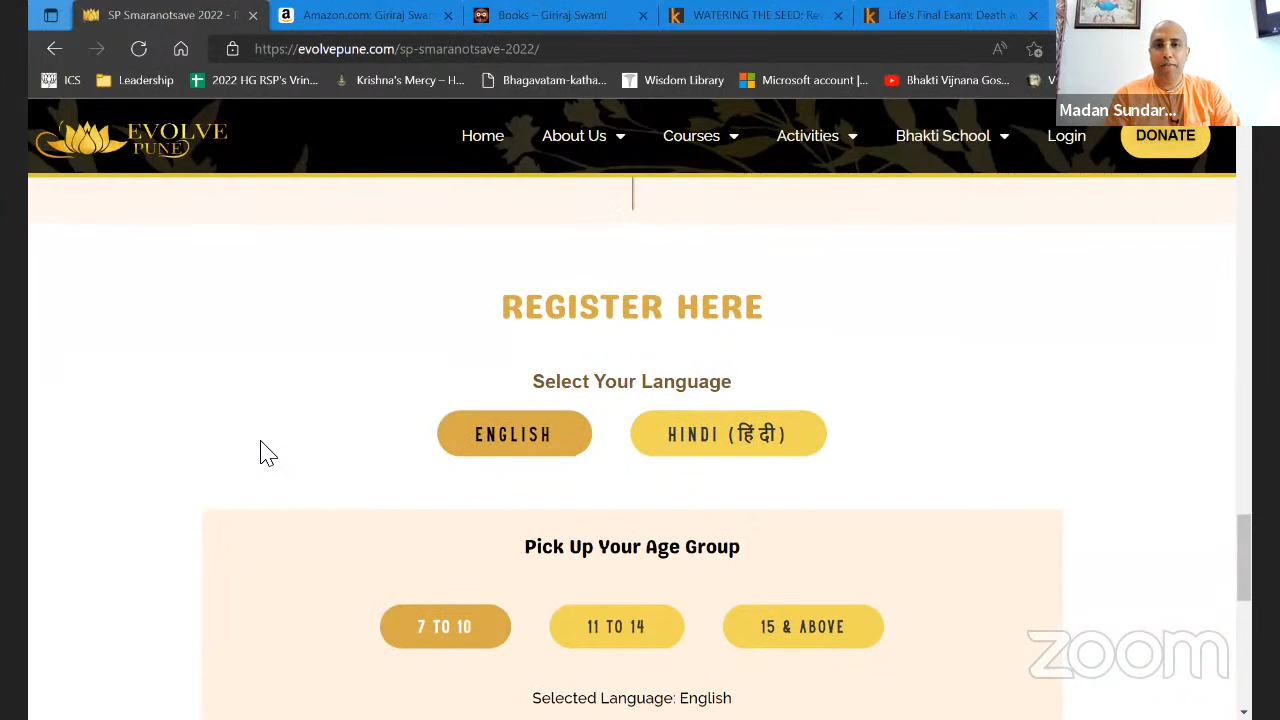 SP Smaranotsave 2022 - R
Amazon.com: Giriraj Swam
Books – Giriraj Swami
WATERING THE SEED: Rev
Life's Final Exam: Death a
https://evolvepune.com/sp-smaranotsave-2022/
ICS
Leadership
2022 HG RSP's Vrin...
Krishna's Mercy – H...
Bhagavatam-katha...
Wisdom Library
Microsoft account |...
Bhakti Vijnana Gos...
V
Madan Sundar...
EVOLVE
PUNE
Home
About Us
Courses
Activities
Bhakti School
Login
DONATE
REGISTER HERE
Select Your Language
ENGLISH
HINDI (हिंदी)
Pick Up Your Age Group
7 TO 10
11 TO 14
15 & ABOVE
Selected Language: English
zoom